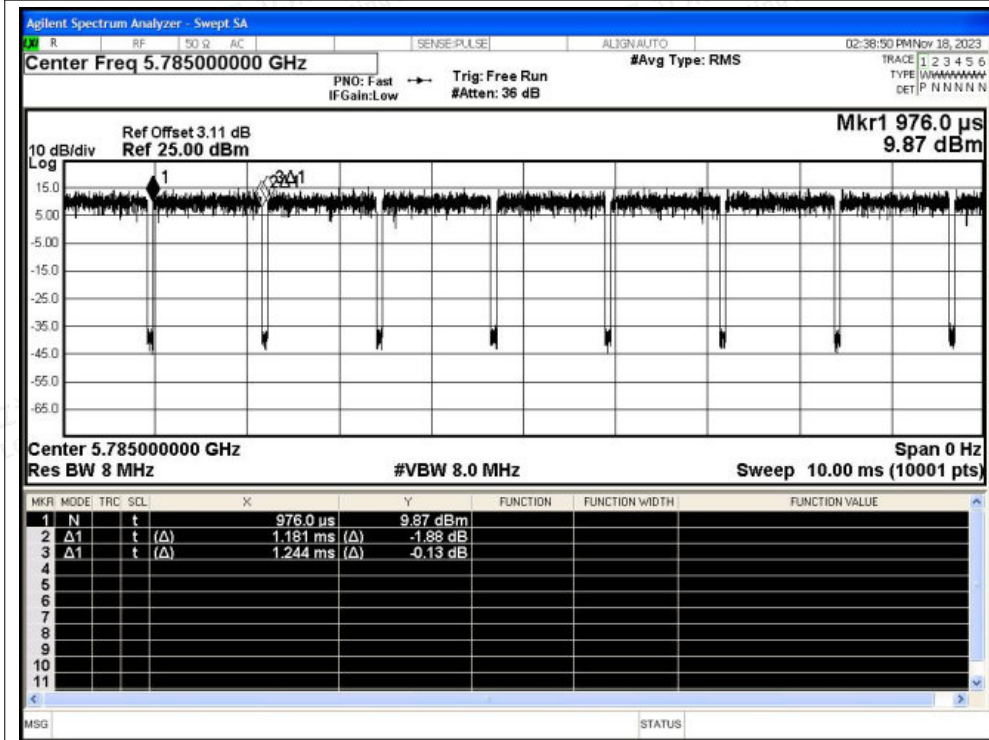 Agilent Spectrum Analyzer - Swept SA
LXI R RF 50 Ω AC SENSE:PULSE ALIGNAUTO 02:38:50 PM Nov 18, 2023
Center Freq 5.785000000 GHz #Avg Type: RMS TRACE 1 2 3 4 5 6
PNO: Fast Trig: Free Run TYPE
IFGain:Low #Atten: 36 dB DET P N N N N N
Mkr1 976.0 µs
Ref Offset 3.11 dB
10 dB/div Ref 25.00 dBm 9.87 dBm
Log
1 3Δ1
15.0
5.00
-5.00
-15.0
-25.0
-35.0
-45.0
-55.0
-65.0
Center 5.785000000 GHz Span 0 Hz
Res BW 8 MHz #VBW 8.0 MHz Sweep 10.00 ms (10001 pts)
MKR MODE TRC SCL X Y FUNCTION FUNCTION WIDTH FUNCTION VALUE
1 N t 976.0 µs 9.87 dBm
2 Δ1 t (Δ) 1.181 ms (Δ) -1.88 dB
3 Δ1 t (Δ) 1.244 ms (Δ) -0.13 dB
4
5
6
7
8
9
10
11
MSG STATUS